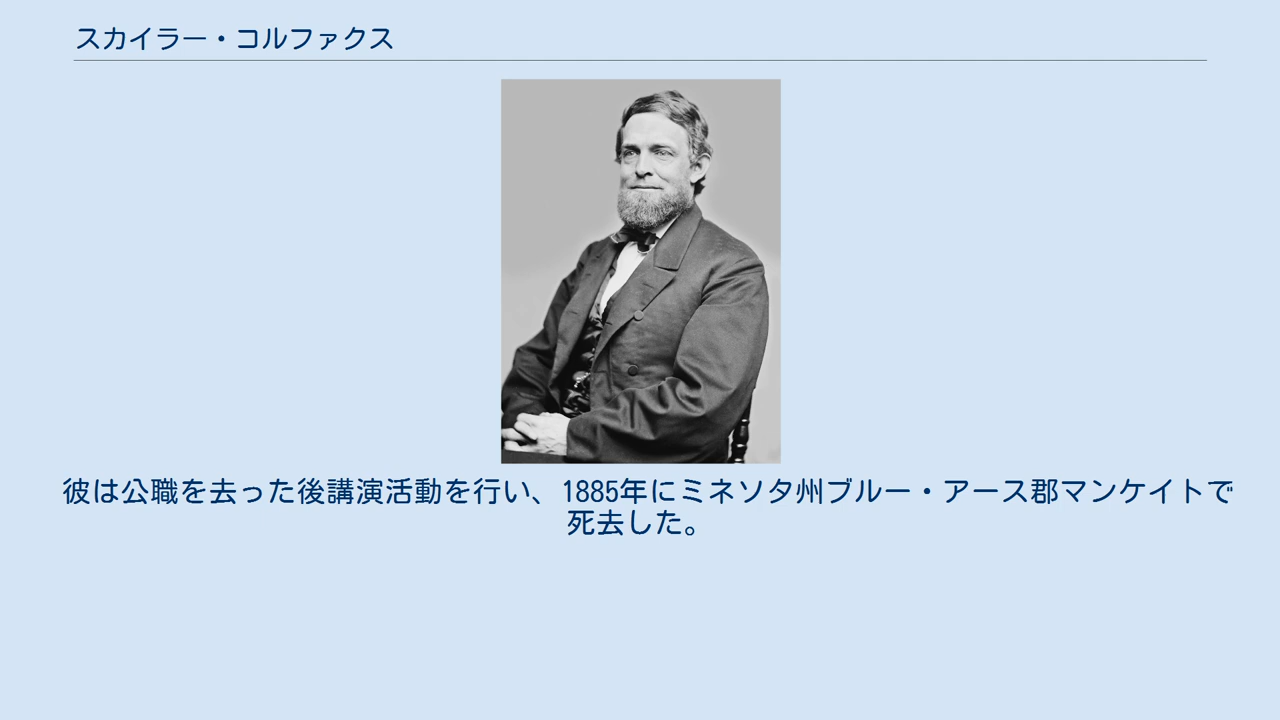 スカイラー・コルファクス
彼は公職を去った後講演活動を行い、1885年にミネソタ州ブルー・アース郡マンケイトで
死去した。